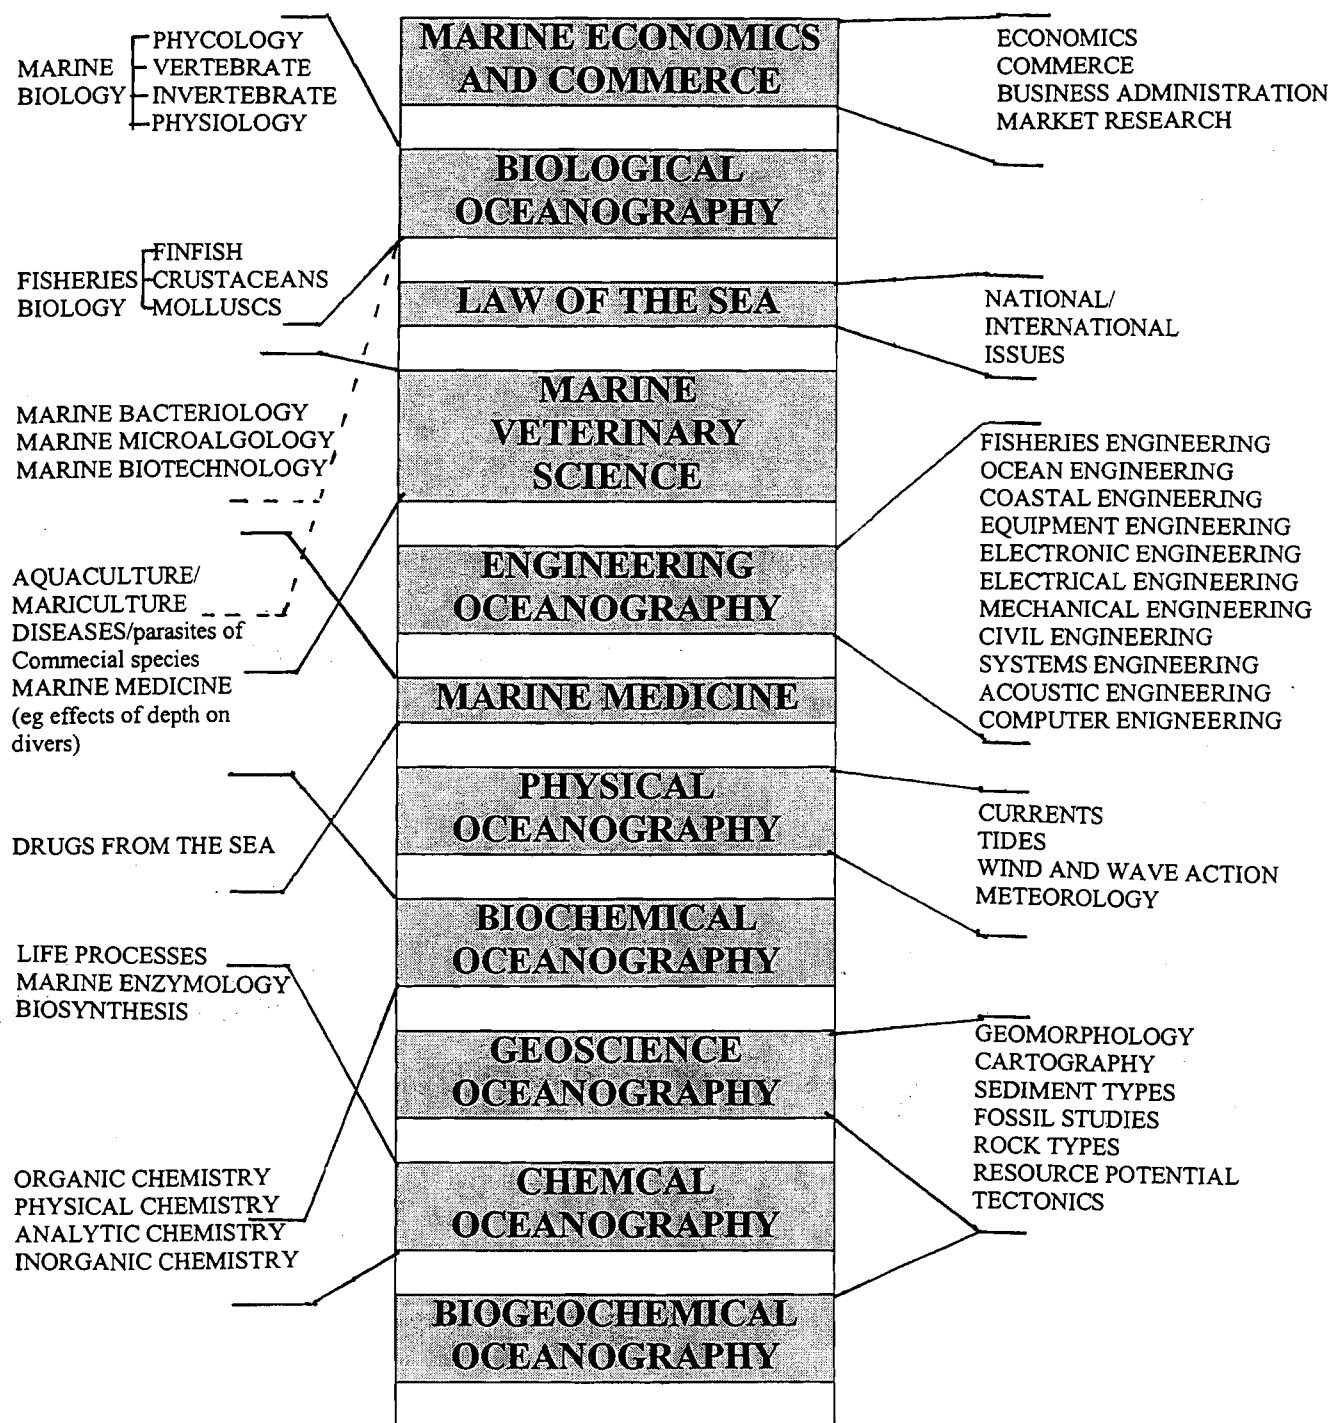 MARINE BIOLOGY
PHYCOLOGY
VERTEBRATE
INVERTEBRATE
PHYSIOLOGY
FISHERIES BIOLOGY
FINFISH
CRUSTACEANS
MOLLUSCS
MARINE BACTERIOLOGY
MARINE MICROALGOLOGY
MARINE BIOTECHNOLOGY
AQUACULTURE/
MARICULTURE
DISEASES/parasites of
Commecial species
MARINE MEDICINE
(eg effects of depth on
divers)
DRUGS FROM THE SEA
LIFE PROCESSES
MARINE ENZYMOLOGY
BIOSYNTHESIS
ORGANIC CHEMISTRY
PHYSICAL CHEMISTRY
ANALYTIC CHEMISTRY
INORGANIC CHEMISTRY
MARINE ECONOMICS
AND COMMERCE
BIOLOGICAL
OCEANOGRAPHY
LAW OF THE SEA
MARINE
VETERINARY
SCIENCE
ENGINEERING
OCEANOGRAPHY
MARINE MEDICINE
PHYSICAL
OCEANOGRAPHY
BIOCHEMICAL
OCEANOGRAPHY
GEOSCIENCE
OCEANOGRAPHY
CHEMCAL
OCEANOGRAPHY
BIOGEOCHEMICAL
OCEANOGRAPHY
ECONOMICS
COMMERCE
BUSINESS ADMINISTRATION
MARKET RESEARCH
NATIONAL/
INTERNATIONAL
ISSUES
FISHERIES ENGINEERING
OCEAN ENGINEERING
COASTAL ENGINEERING
EQUIPMENT ENGINEERING
ELECTRONIC ENGINEERING
ELECTRICAL ENGINEERING
MECHANICAL ENGINEERING
CIVIL ENGINEERING
SYSTEMS ENGINEERING
ACOUSTIC ENGINEERING
COMPUTER ENIGNEERING
CURRENTS
TIDES
WIND AND WAVE ACTION
METEOROLOGY
GEOMORPHOLOGY
CARTOGRAPHY
SEDIMENT TYPES
FOSSIL STUDIES
ROCK TYPES
RESOURCE POTENTIAL
TECTONICS